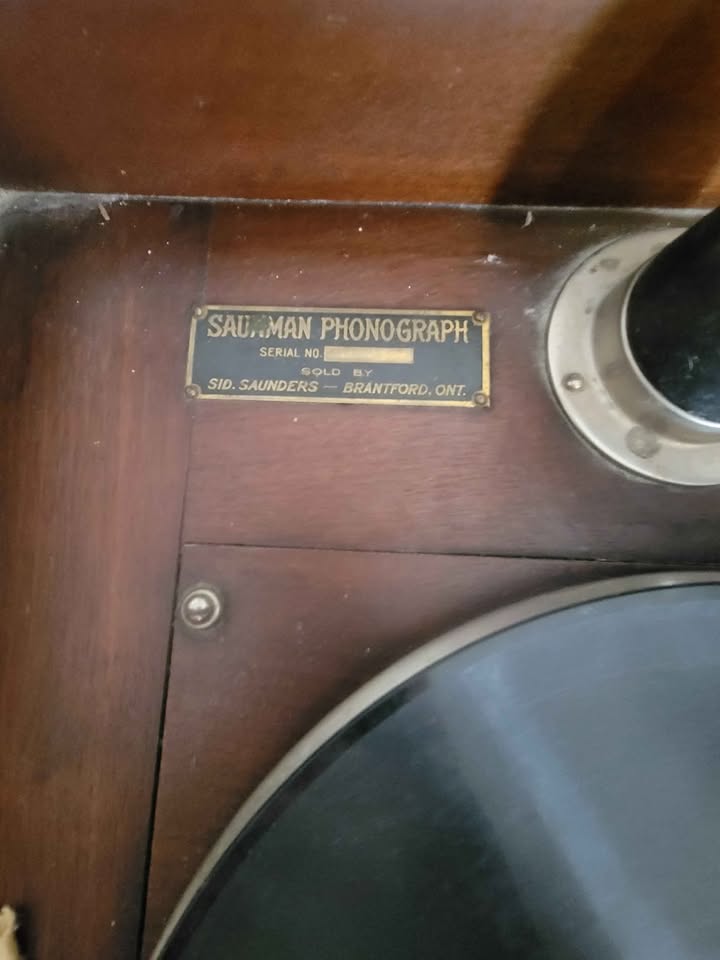 PHONOGRAPH
SERIAL NO.
SOLD BY
SID. SAUNDERS — BRANTFORD, ONT.